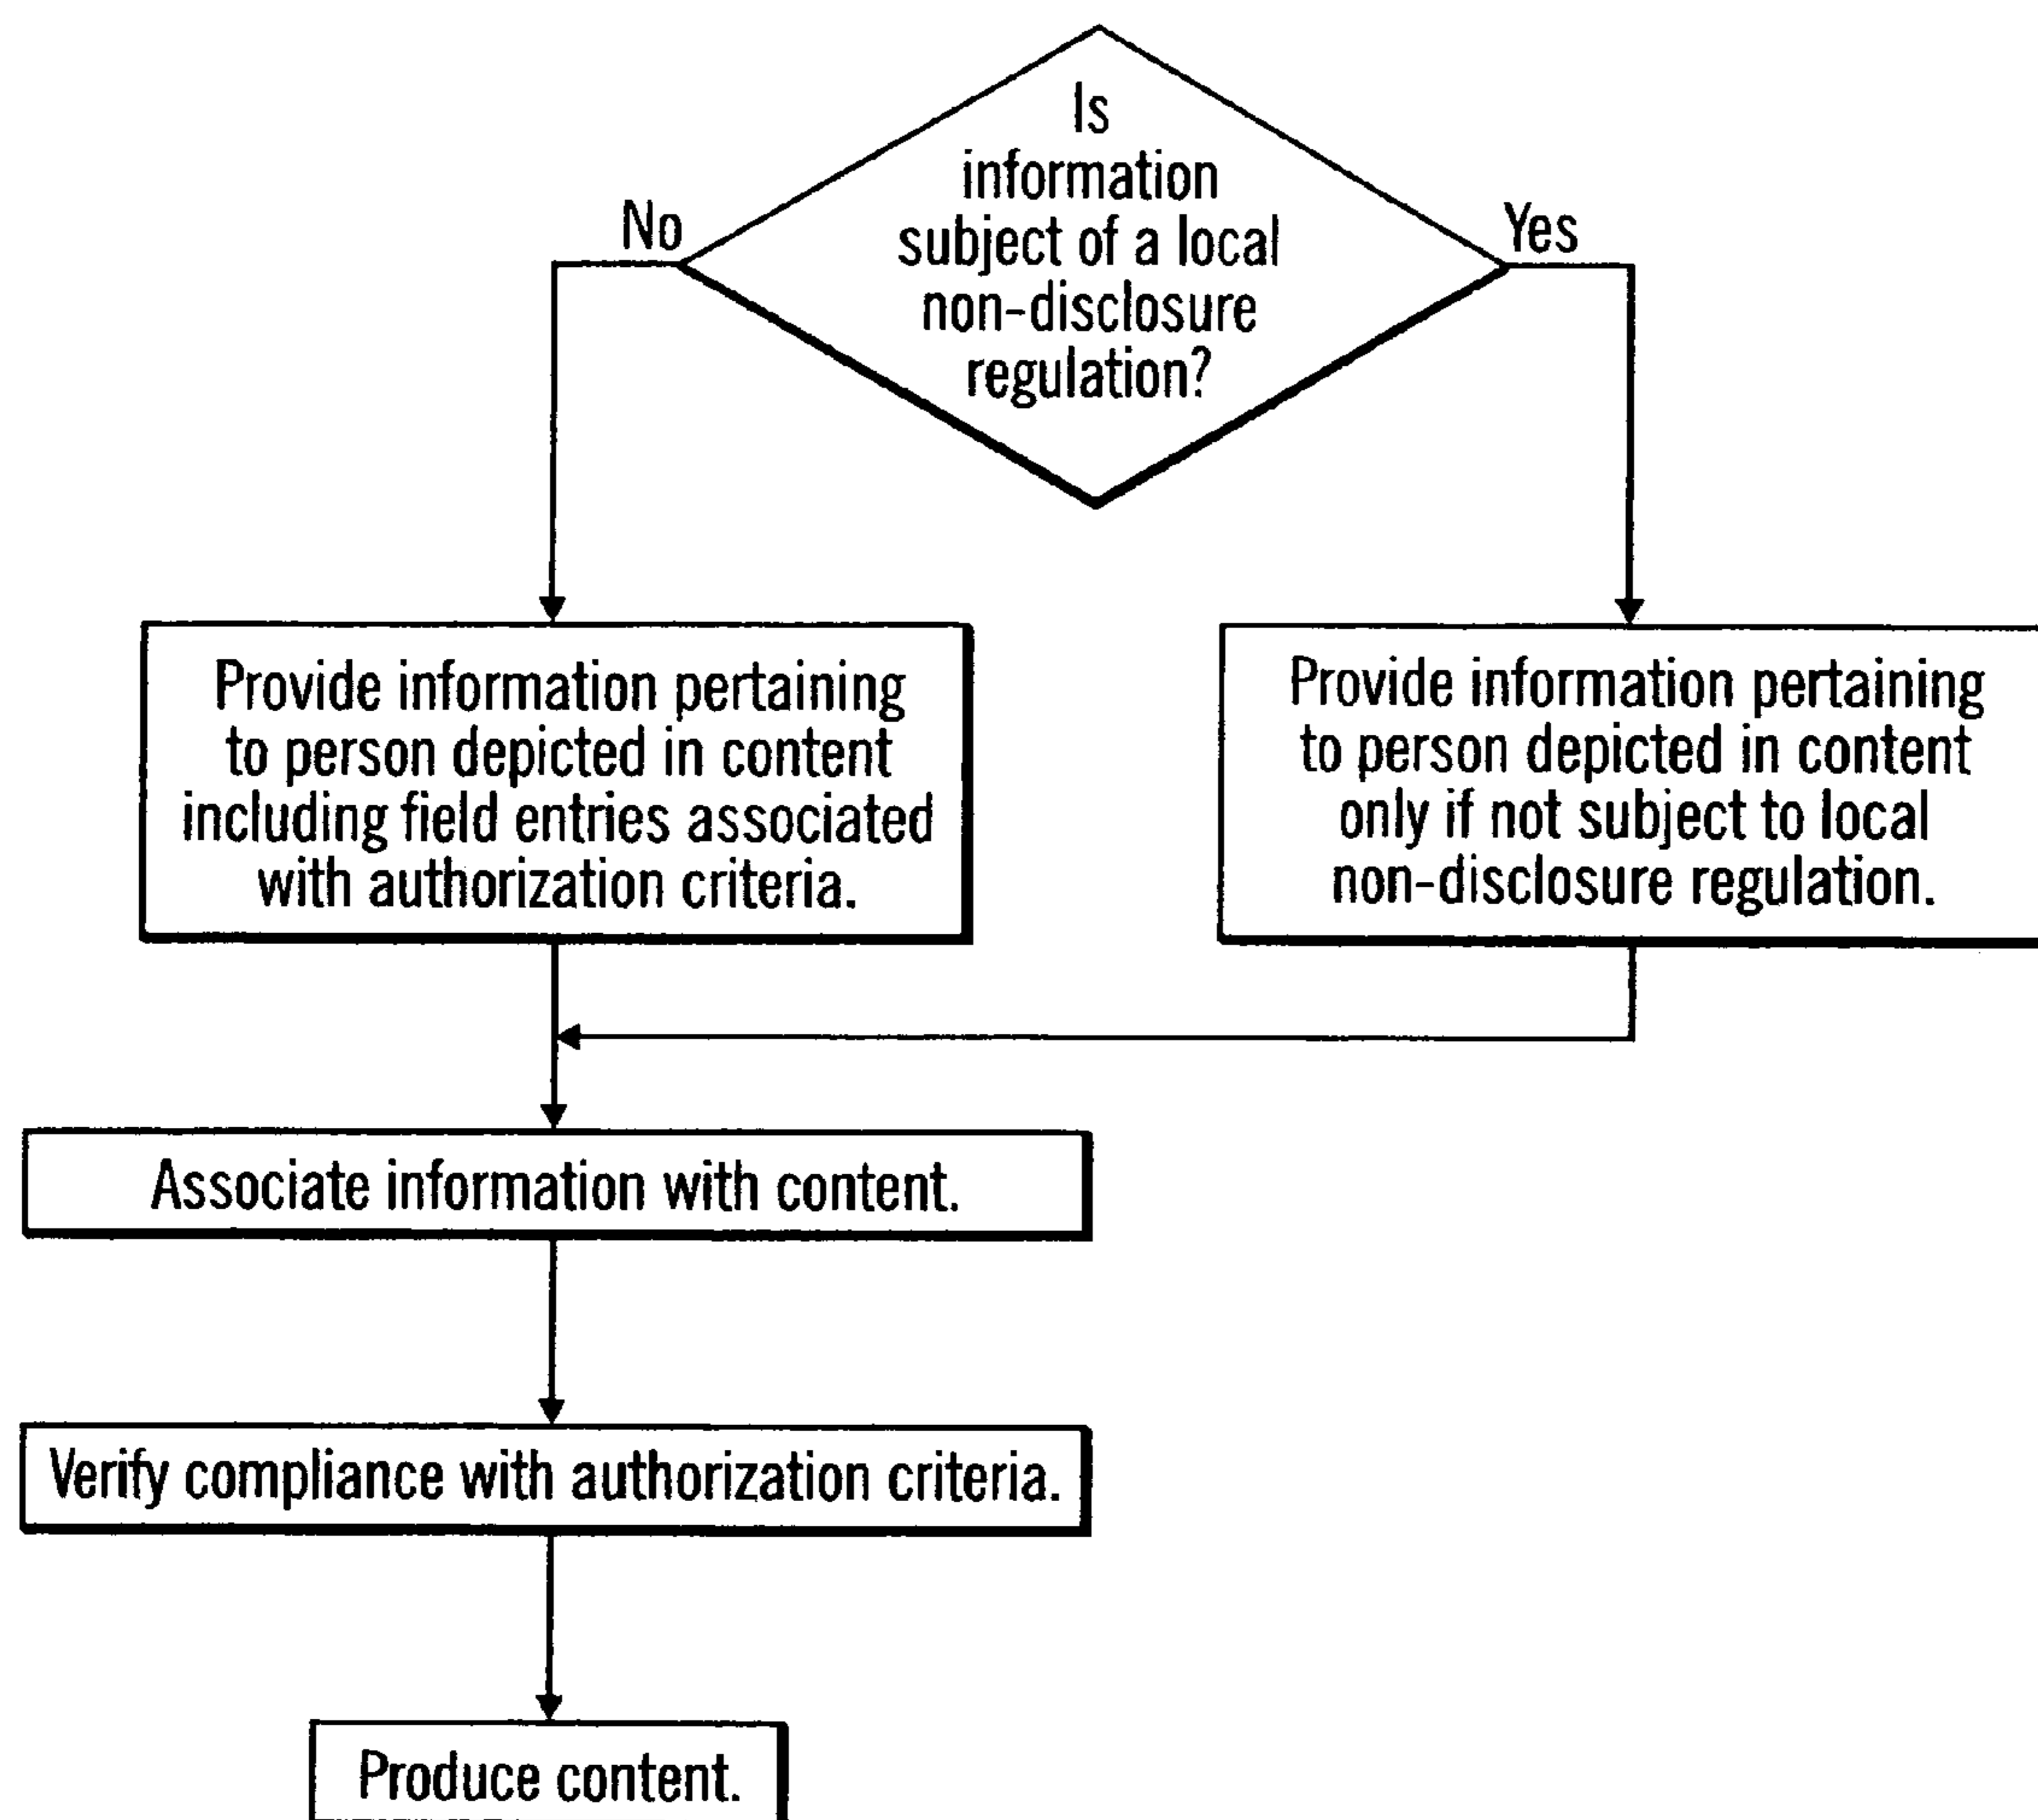 Is
information
subject of a local
non-disclosure
regulation?
No
Yes
Provide information pertaining
to person depicted in content
including field entries associated
with authorization criteria.
Provide information pertaining
to person depicted in content
only if not subject to local
non-disclosure regulation.
Associate information with content.
Verify compliance with authorization criteria.
Produce content.